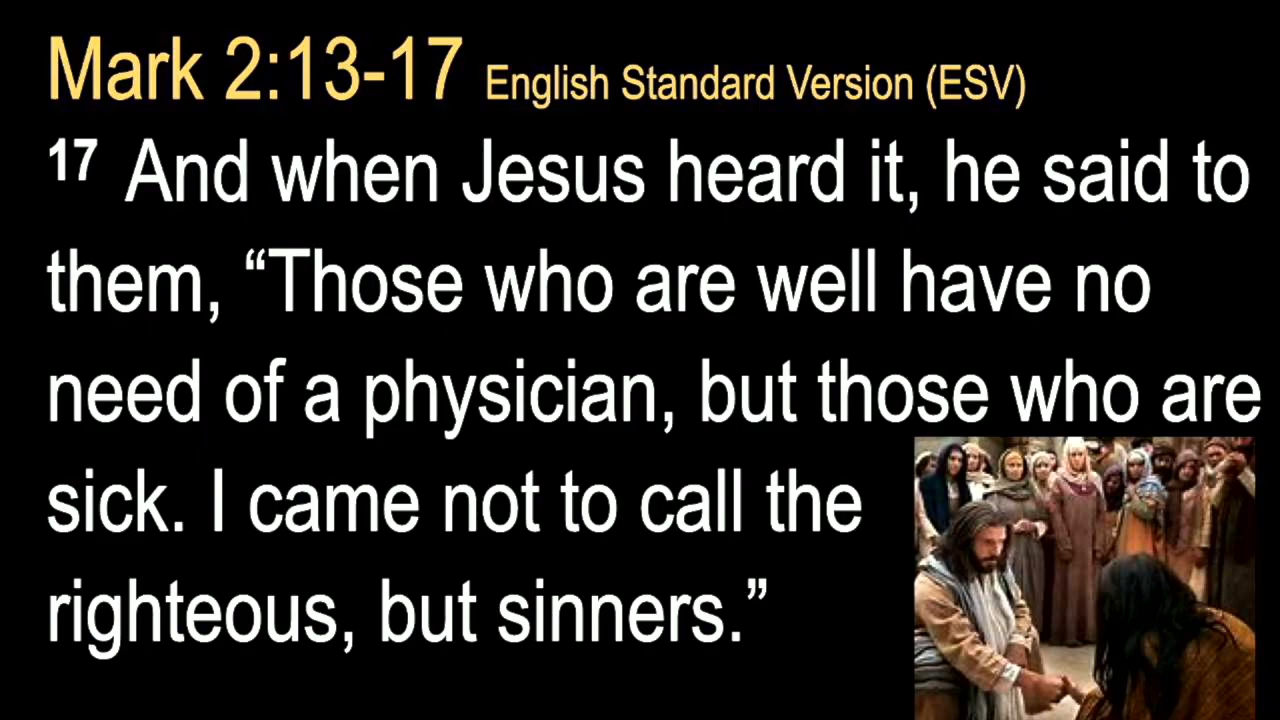 Mark 2:13-17 English Standard Version (ESV)
17 And when Jesus heard it, he said to
them, “Those who are well have no
need of a physician, but those who are
sick. I came not to call the
righteous, but sinners.”